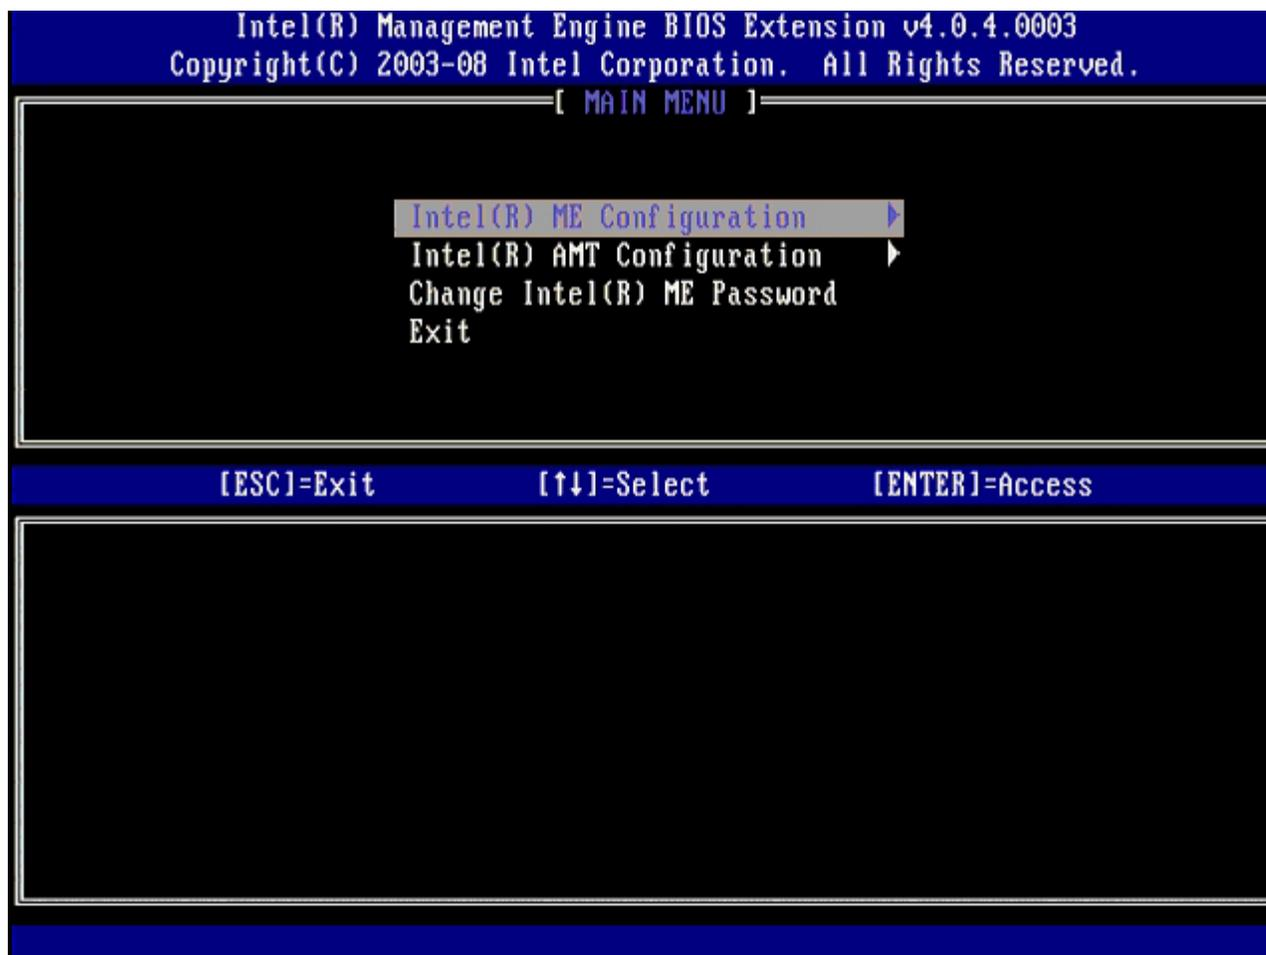 Intel(R) Management Engine BIOS Extension v4.0.4.0003
Copyright(C) 2003-08 Intel Corporation. All Rights Reserved.
[ MAIN MENU ]
Intel(R) ME Configuration ►
Intel(R) AMT Configuration ►
Change Intel(R) ME Password
Exit
[ESC]=Exit [↑↓]=Select [ENTER]=Access